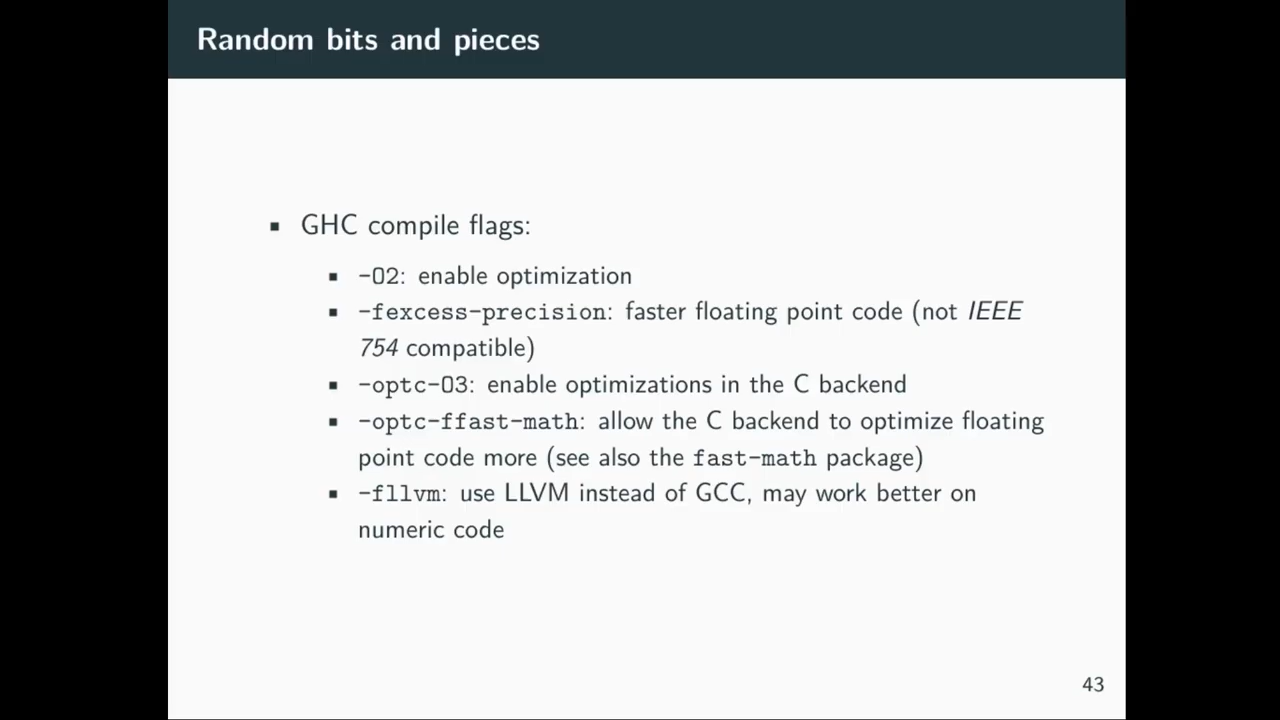 Random bits and pieces
▪ GHC compile flags:
▪ -O2: enable optimization
▪ -fexcess-precision: faster floating point code (not IEEE
754 compatible)
▪ -optc-O3: enable optimizations in the C backend
▪ -optc-ffast-math: allow the C backend to optimize floating
point code more (see also the fast-math package)
▪ -fllvm: use LLVM instead of GCC, may work better on
numeric code
43